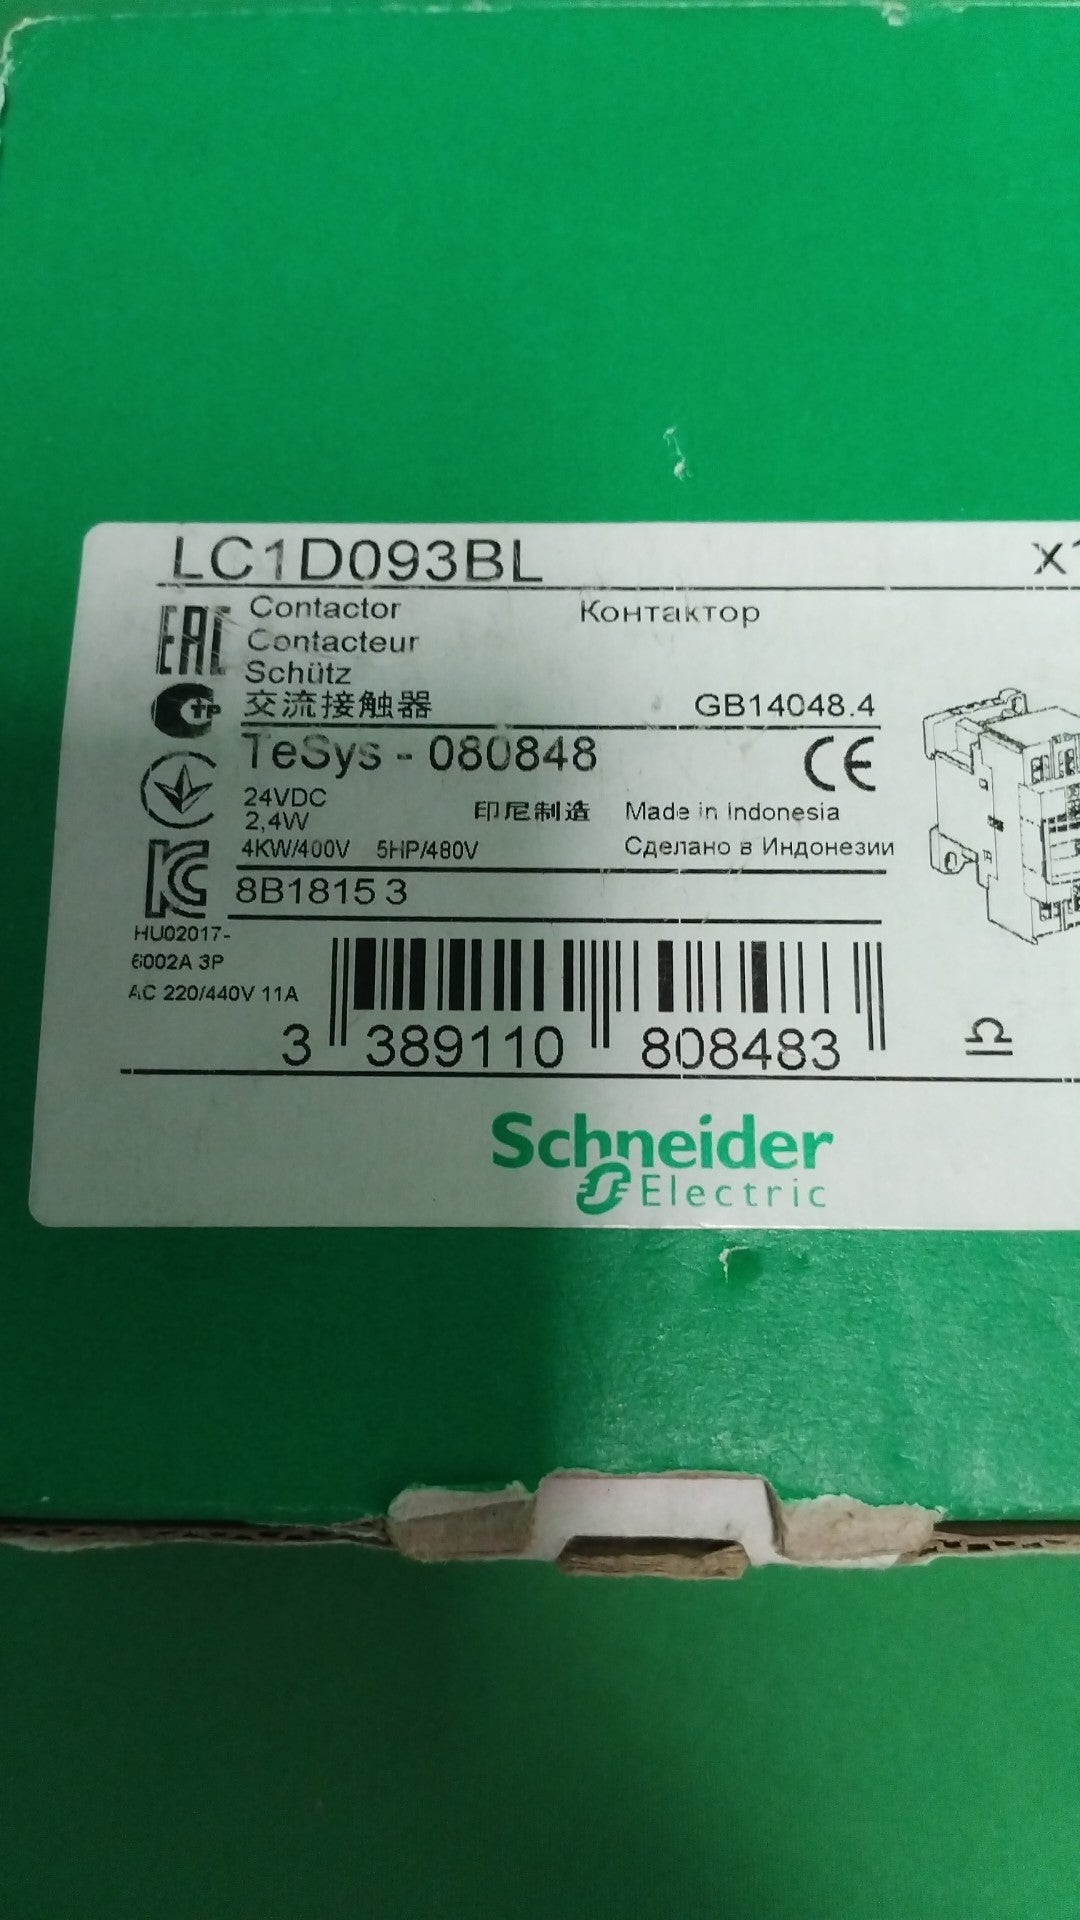 LC1D093BL x1
EAC Contactor Контактор
Contacteur
Schütz
交流接触器 GB14048.4
TeSys - 080848 CE
24VDC
2,4W 印尼制造 Made in Indonesia
4KW/400V 5HP/480V Сделано в Индонезии
8B1815 3
HU02017-
6002A 3P
AC 220/440V 11A
3 389110 808483
Schneider
Electric